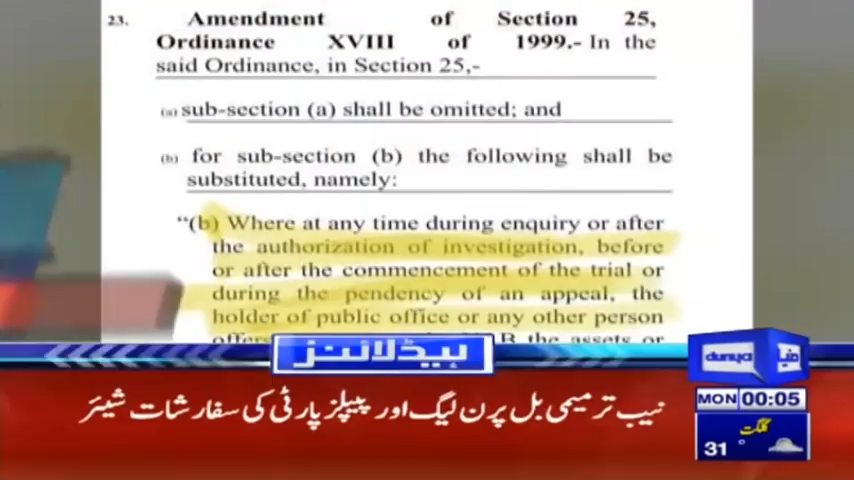 23. Amendment of Section 25,
Ordinance XVIII of 1999.- In the
said Ordinance, in Section 25,-
(a) sub-section (a) shall be omitted; and
(b) for sub-section (b) the following shall be
substituted, namely:
"(b) Where at any time during enquiry or after
the authorization of investigation, before
or after the commencement of the trial or
during the pendency of an appeal, the
holder of public office or any other person
the assets or
ہیڈلائنز
dunya دنیا
MON 00:05
گلگت
31°
نیب ترمیمی بل پر ن لیگ اور پیپلز پارٹی کی سفارشات شیئر